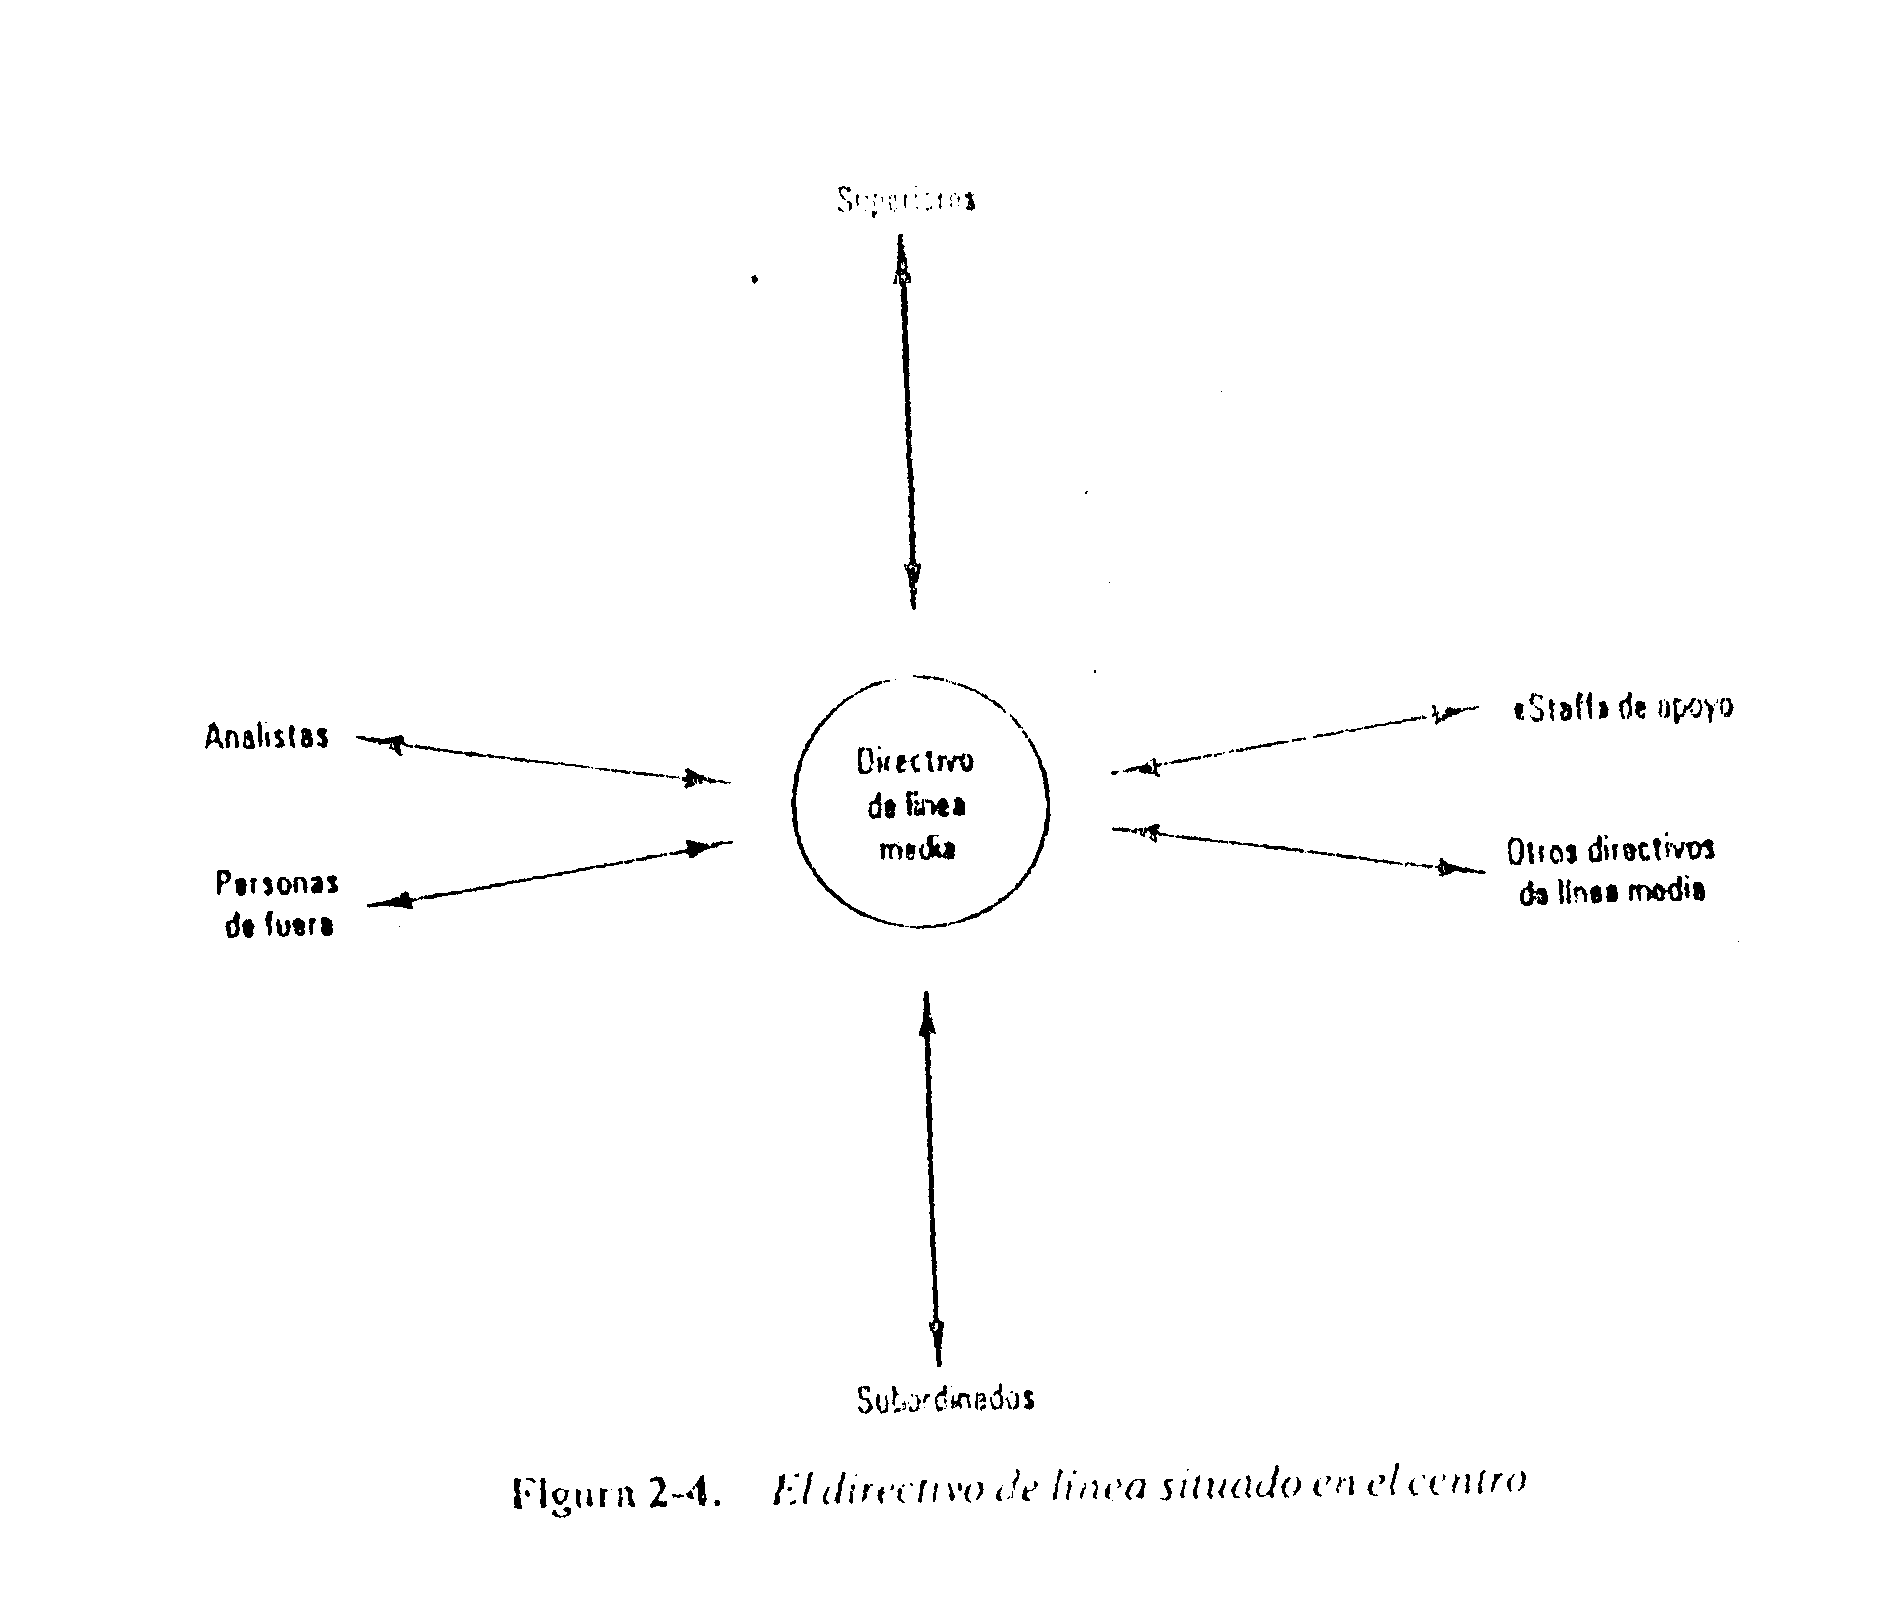 Superiores
Analistas
«Staff» de apoyo
Directivo
de línea
media
Personas
de fuera
Otros directivos
de línea media
Subordinados
Figura 2-4. El directivo de línea situado en el centro